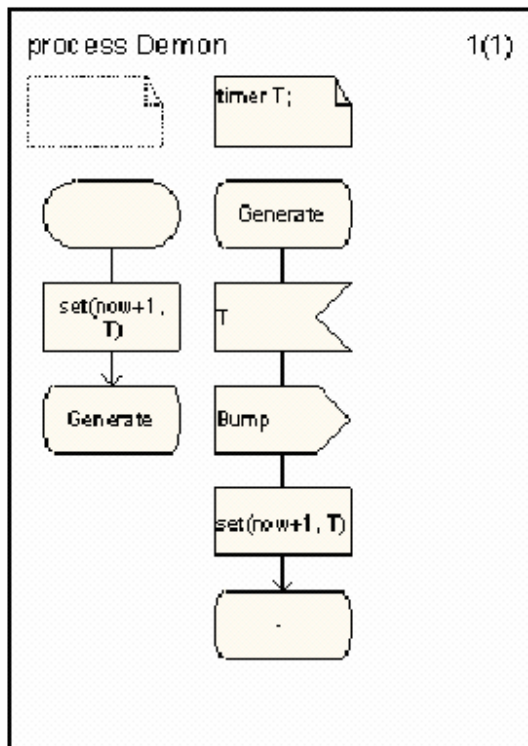 process Demon 1(1)
timer T;
set(now+1,
T)
Generate
Generate
T
Bump
set(now+1, T)
-